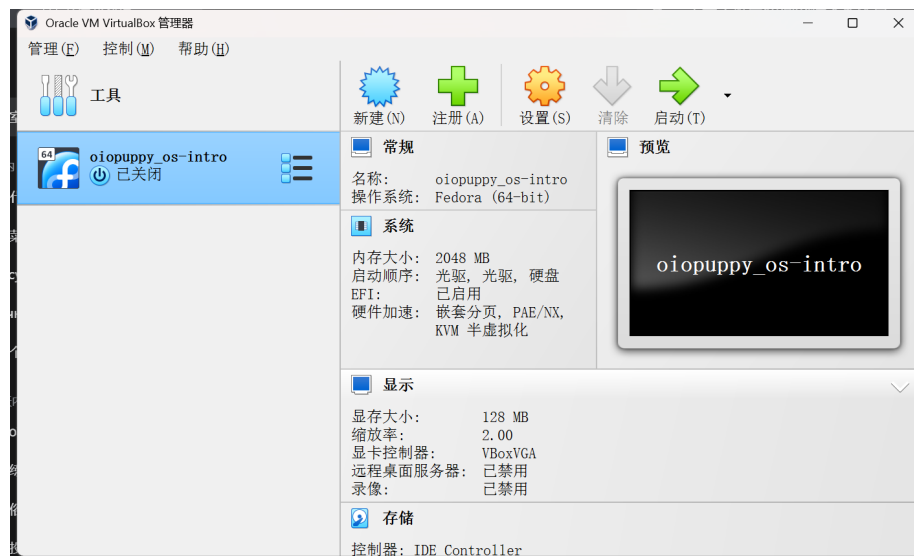 Oracle VM VirtualBox 管理器
管理(F) 控制(M) 帮助(H)
工具
新建(N) 注册(A) 设置(S) 清除 启动(T)
64
oiopuppy_os-intro
已关闭
常规
名称: oiopuppy_os-intro
操作系统: Fedora (64-bit)
系统
内存大小: 2048 MB
启动顺序: 光驱, 光驱, 硬盘
EFI: 已启用
硬件加速: 嵌套分页, PAE/NX,
KVM 半虚拟化
预览
oiopuppy_os-intro
显示
显存大小: 128 MB
缩放率: 2.00
显卡控制器: VBoxVGA
远程桌面服务器: 已禁用
录像: 已禁用
存储
控制器: IDE Controller